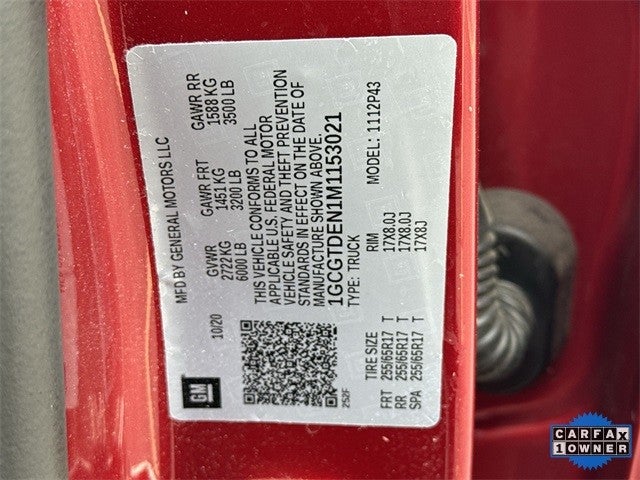 MFD BY GENERAL MOTORS LLC
10/20
GVWR GAWR FRT GAWR RR
2722 KG 1451 KG 1588 KG
6000 LB 3200 LB 3500 LB
THIS VEHICLE CONFORMS TO ALL
APPLICABLE U.S. FEDERAL MOTOR
VEHICLE SAFETY AND THEFT PREVENTION
STANDARDS IN EFFECT ON THE DATE OF
MANUFACTURE SHOWN ABOVE.
1GCGTDEN1M1153021
TYPE: TRUCK MODEL: 1112P43
TIRE SIZE RIM
FRT 255/65R17 T 17X8.0J
RR 255/65R17 T 17X8.0J
SPA 255/65R17 T 17X8J
GM
CARFAX
1 OWNER